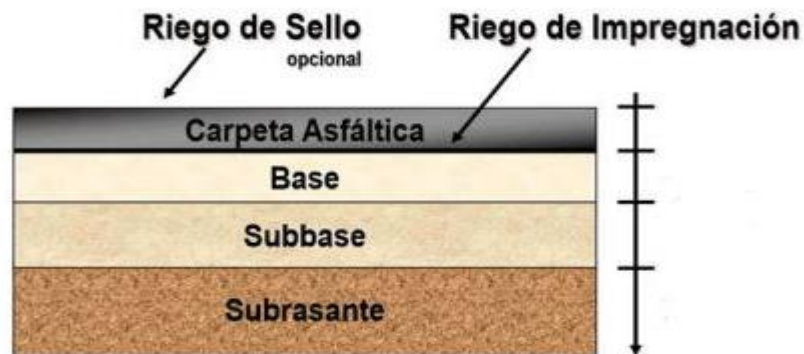 Riego de Sello
opcional
Riego de Impregnación
Carpeta Asfáltica
Base
Subbase
Subrasante